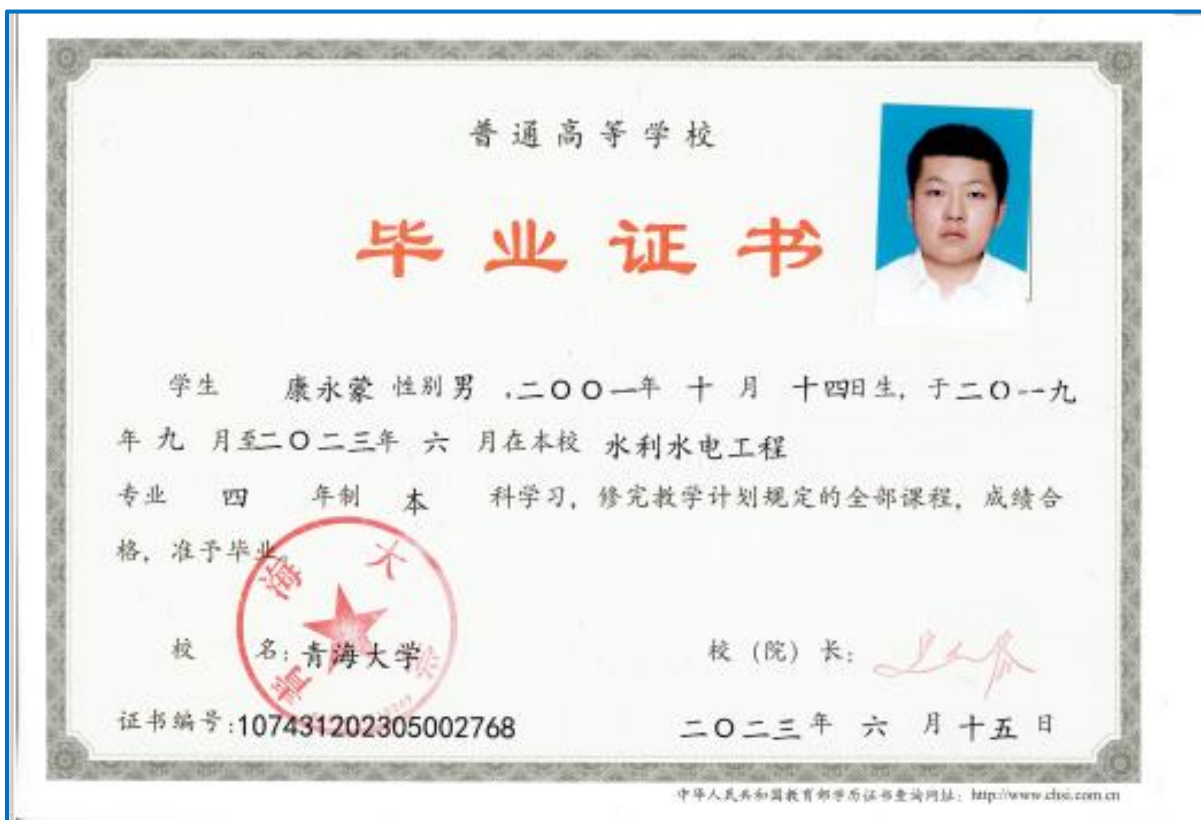 普通高等学校
毕业证书
学生 康永蒙 性别 男 ,二〇〇一年 十 月 十四日生, 于二〇一九
年 九 月至二〇二三年 六 月在本校 水利水电工程
专业 四 年制 本 科学习, 修完教学计划规定的全部课程, 成绩合
格, 准予毕业。
青海大学
校 名: 青海大学 校（院）长:
证书编号:107431202305002768 二〇二三年 六 月 十五 日
中华人民共和国教育部学历证书查询网址: http://www.chsi.com.cn